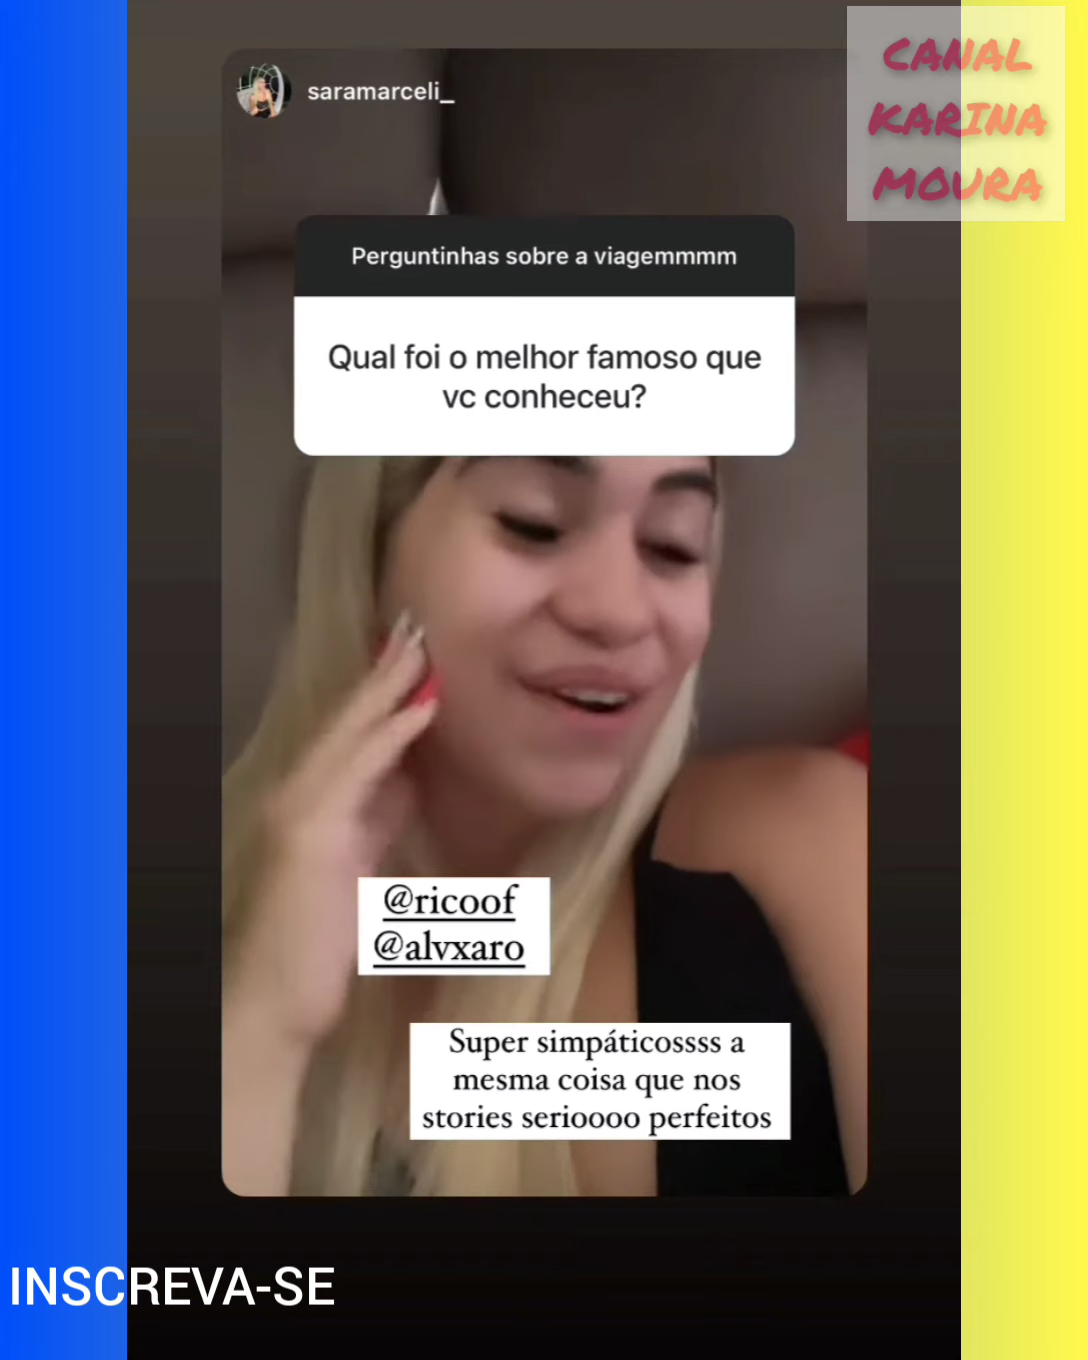 CANAL
KARINA
MOURA
saramarceli_
Perguntinhas sobre a viagemmmm
Qual foi o melhor famoso que
vc conheceu?
@ricoof
@alvxaro
Super simpáticossss a
mesma coisa que nos
stories serioooo perfeitos
INSCREVA-SE